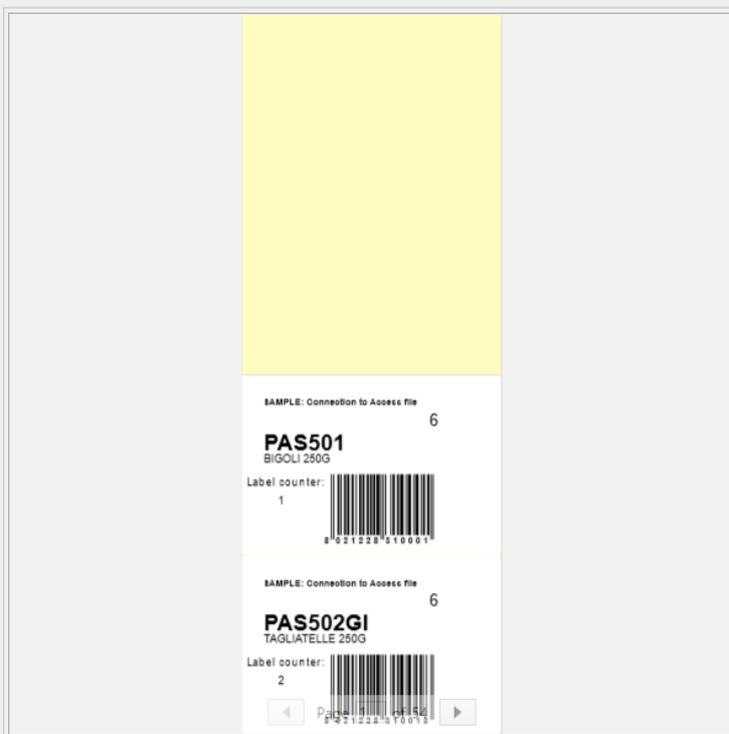 SAMPLE: Connection to Access file
6
PAS501
BIGOLI 250G
Label counter:
1
8 021228 310001
SAMPLE: Connection to Access file
6
PAS502GI
TAGLIATELLE 250G
Label counter:
2
Page 1 of 54